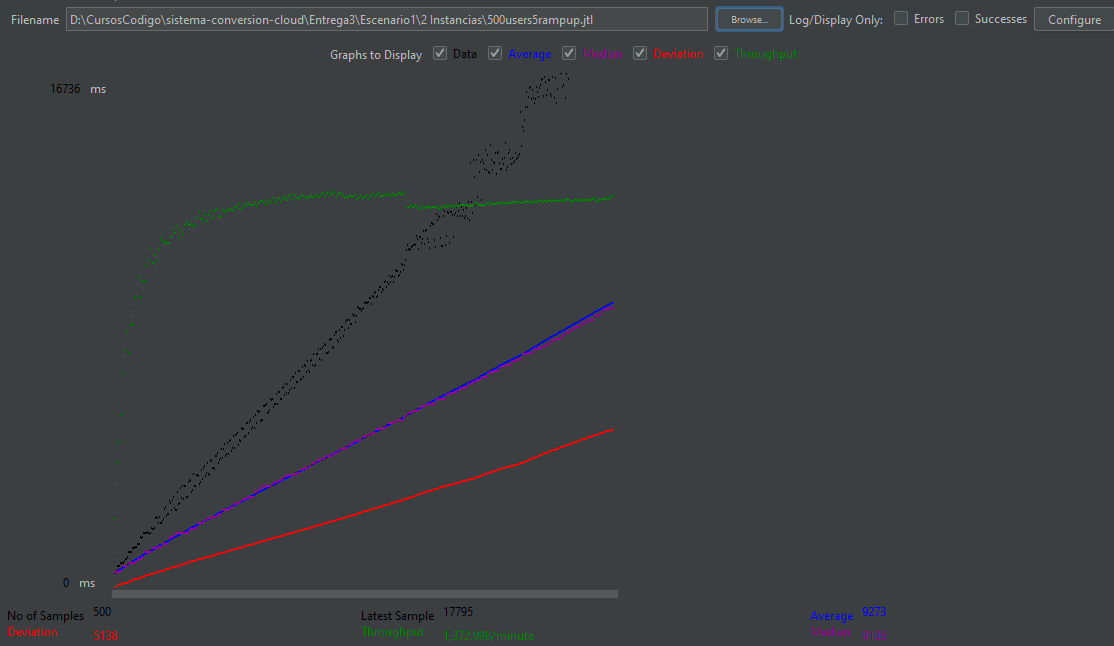 Filename D:\CursosCodigo\sistema-conversion-cloud\Entrega3\Escenario1\2 Instancias\500users5rampup.jtl Browse... Log/Display Only: Errors Successes Configure
Graphs to Display Data Average Median Deviation Throughput
16736 ms
0 ms
No of Samples 500 Latest Sample 17795 Average 9273
Deviation 5138 Throughput 1,372.998/minute Median